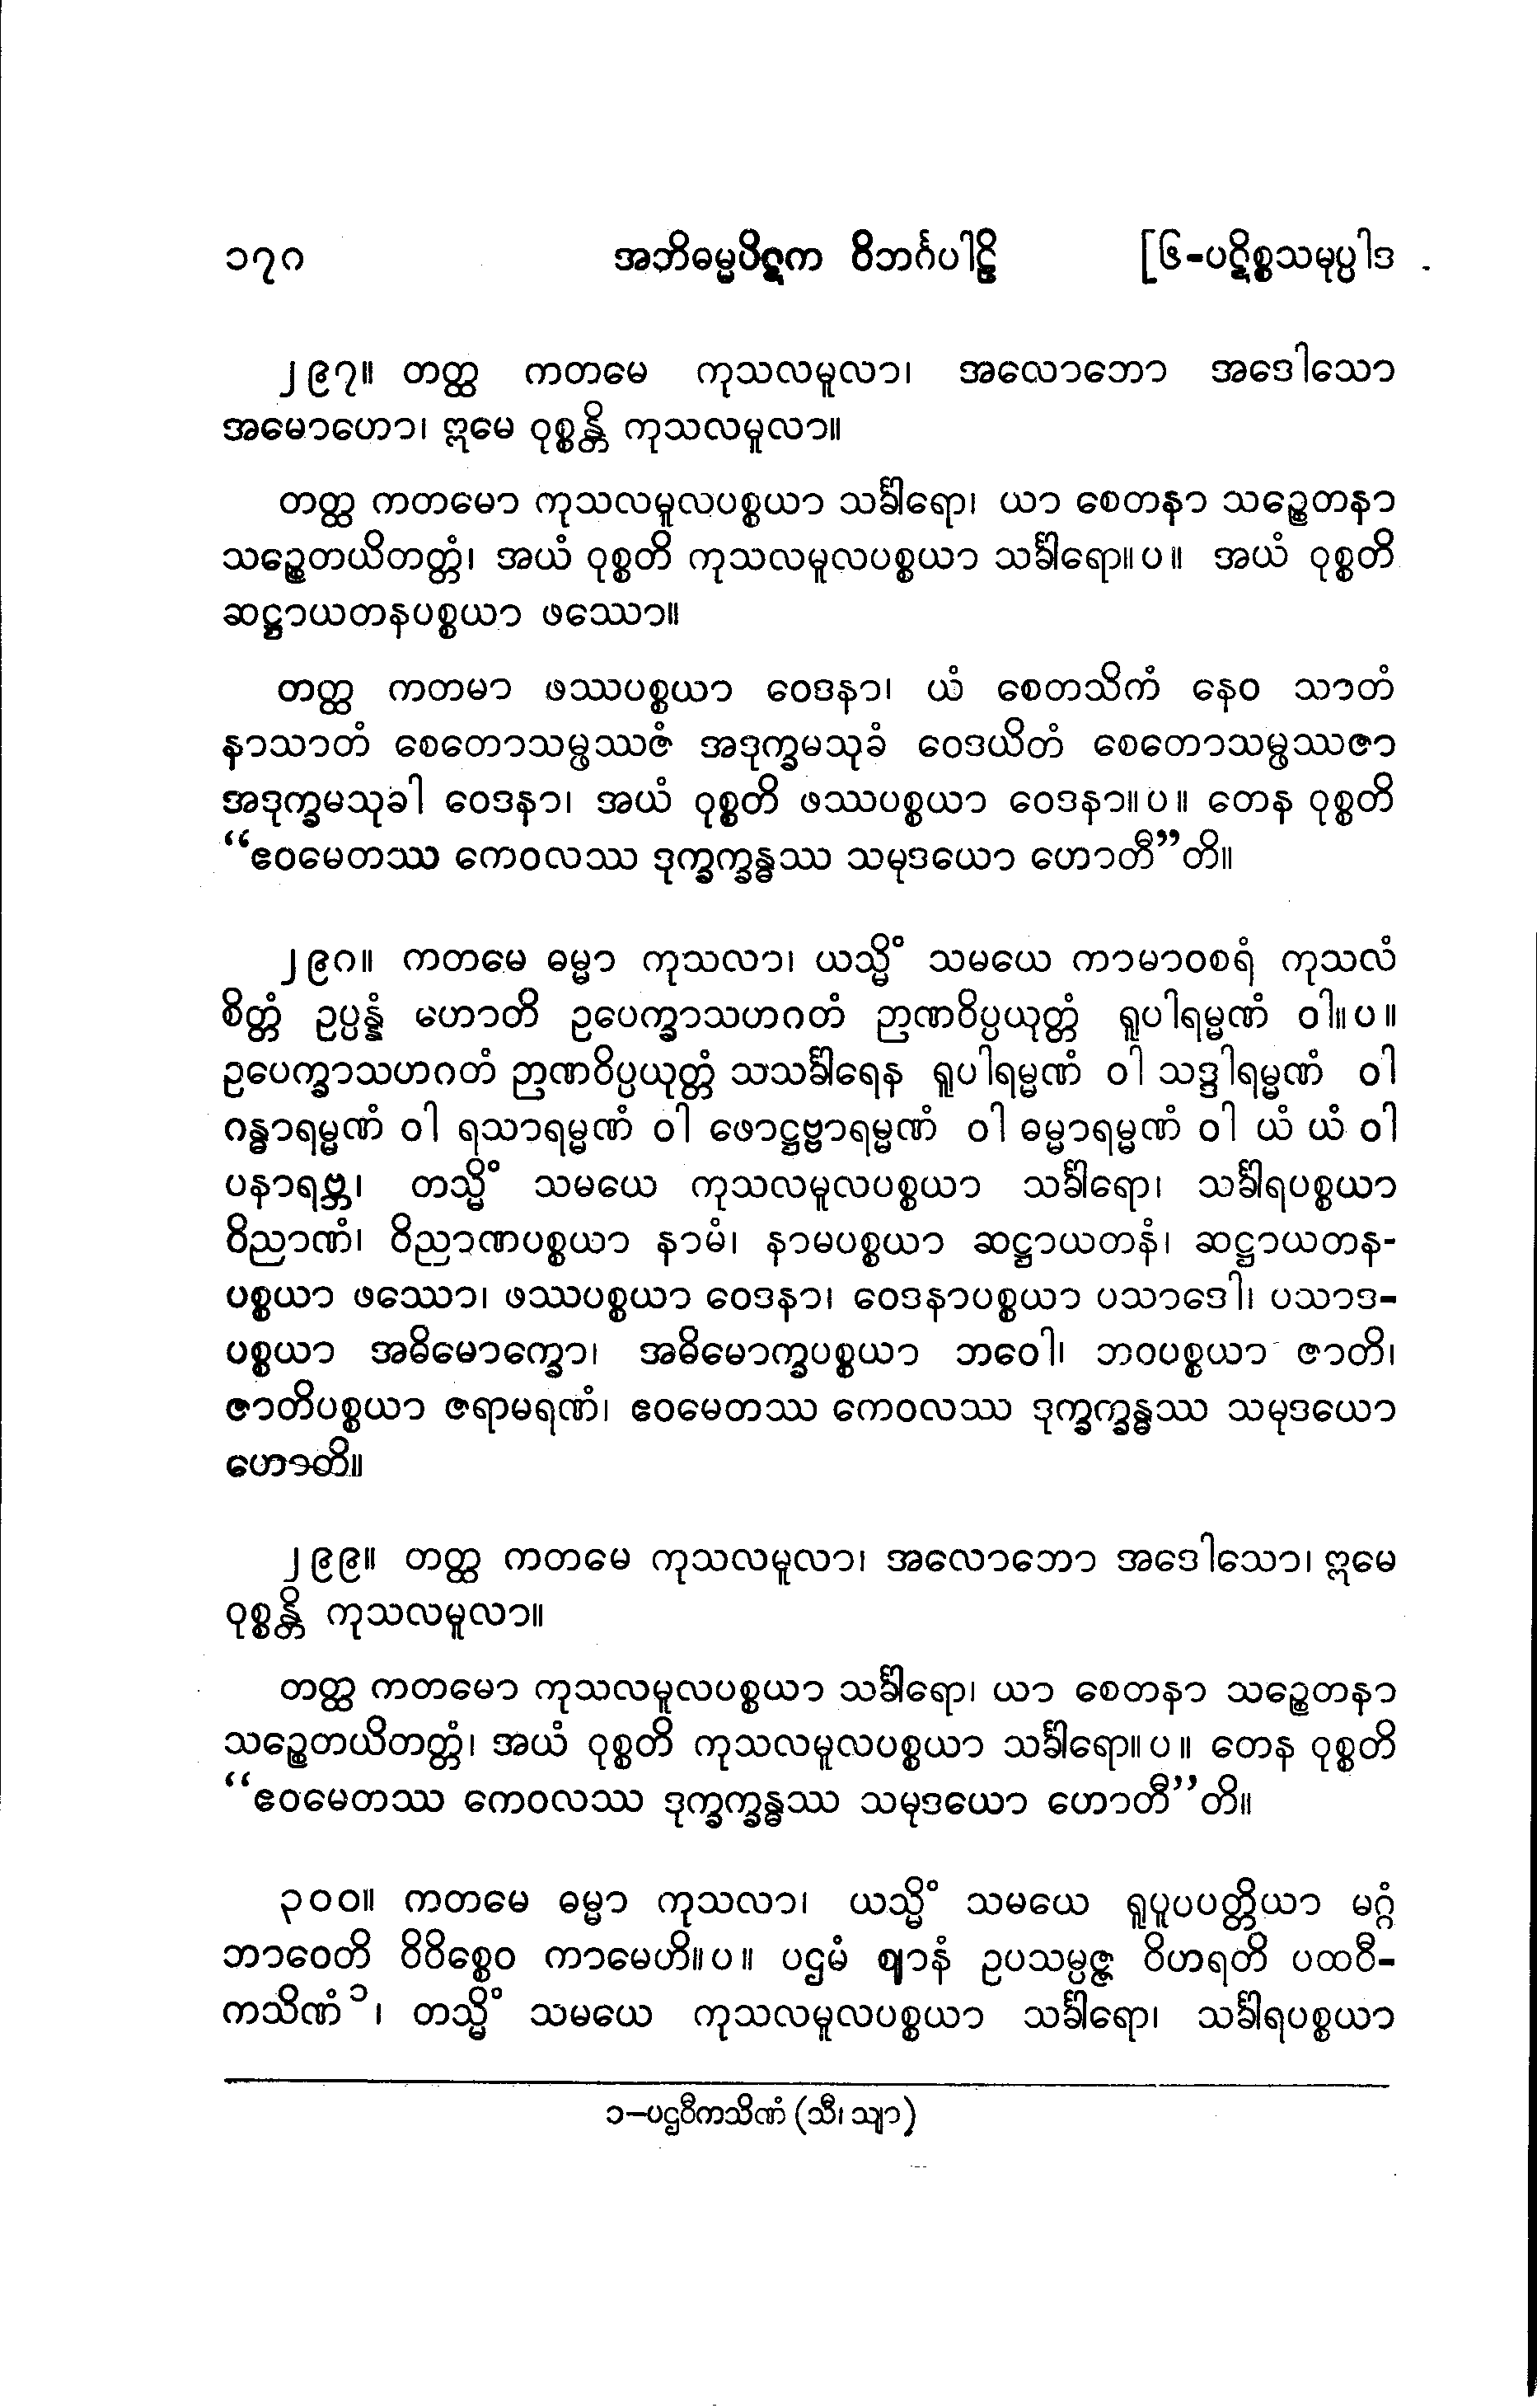 ၁၇၈ အဘိဓမ္မပိဋက ဝိဘင်္ဂပါဠိ [၆-ပဋိစ္စသမုပ္ပါဒ
၂၉၇။ တတ္ထ ကတမေ ကုသလမူလာ၊ အလောဘော အဒေါသော
အမောဟော၊ ဣမေ ဝုစ္စန္တိ ကုသလမူလာ။
တတ္ထ ကတမော ကုသလမူလပစ္စယာ သင်္ခါရော၊ ယာ စေတနာ သဉ္စေတနာ
သဉ္စေတယိတတ္တံ၊ အယံ ဝုစ္စတိ ကုသလမူလပစ္စယာ သင်္ခါရော။ပ။ အယံ ဝုစ္စတိ
ဆဋ္ဌာယတနပစ္စယာ ဖဿော။
တတ္ထ ကတမာ ဖဿပစ္စယာ ဝေဒနာ၊ ယံ စေတသိကံ နေဝ သာတံ
နာသာတံ စေတောသမ္ဖဿဇံ အဒုက္ခမသုခံ ဝေဒယိတံ စေတောသမ္ဖဿဇာ
အဒုက္ခမသုခါ ဝေဒနာ၊ အယံ ဝုစ္စတိ ဖဿပစ္စယာ ဝေဒနာ။ပ။ တေန ဝုစ္စတိ
“ဧဝမေတဿ ကေဝလဿ ဒုက္ခက္ခန္ဓဿ သမုဒယော ဟောတီ”တိ။
၂၉၈။ ကတမေ ဓမ္မာ ကုသလာ၊ ယသ္မိံ သမယေ ကာမာဝစရံ ကုသလံ
စိတ္တံ ဥပ္ပန္နံ ဟောတိ ဥပေက္ခာသဟဂတံ ဉာဏဝိပ္ပယုတ္တံ ရူပါရမ္မဏံ ဝါ။ပ။
ဥပေက္ခာသဟဂတံ ဉာဏဝိပ္ပယုတ္တံ သသင်္ခါရေန ရူပါရမ္မဏံ ဝါ သဒ္ဒါရမ္မဏံ ဝါ
ဂန္ဓာရမ္မဏံ ဝါ ရသာရမ္မဏံ ဝါ ဖောဋ္ဌဗ္ဗာရမ္မဏံ ဝါ ဓမ္မာရမ္မဏံ ဝါ ယံ ယံ ဝါ
ပနာရဗ္ဘ၊ တသ္မိံ သမယေ ကုသလမူလပစ္စယာ သင်္ခါရော၊ သင်္ခါရပစ္စယာ
ဝိညာဏံ၊ ဝိညာဏပစ္စယာ နာမံ၊ နာမပစ္စယာ ဆဋ္ဌာယတနံ၊ ဆဋ္ဌာယတန-
ပစ္စယာ ဖဿော၊ ဖဿပစ္စယာ ဝေဒနာ၊ ဝေဒနာပစ္စယာ ပသာဒေါ၊ ပသာဒ-
ပစ္စယာ အဓိမောက္ခော၊ အဓိမောက္ခပစ္စယာ ဘဝေါ၊ ဘဝပစ္စယာ ဇာတိ၊
ဇာတိပစ္စယာ ဇရာမရဏံ၊ ဧဝမေတဿ ကေဝလဿ ဒုက္ခက္ခန္ဓဿ သမုဒယော
ဟောတိ။
၂၉၉။ တတ္ထ ကတမေ ကုသလမူလာ၊ အလောဘော အဒေါသော၊ ဣမေ
ဝုစ္စန္တိ ကုသလမူလာ။
တတ္ထ ကတမော ကုသလမူလပစ္စယာ သင်္ခါရော၊ ယာ စေတနာ သဉ္စေတနာ
သဉ္စေတယိတတ္တံ၊ အယံ ဝုစ္စတိ ကုသလမူလပစ္စယာ သင်္ခါရော။ပ။ တေန ဝုစ္စတိ
“ဧဝမေတဿ ကေဝလဿ ဒုက္ခက္ခန္ဓဿ သမုဒယော ဟောတီ”တိ။
၃၀၀။ ကတမေ ဓမ္မာ ကုသလာ၊ ယသ္မိံ သမယေ ရူပူပပတ္တိယာ မဂ္ဂံ
ဘာဝေတိ ဝိဝိစ္စေဝ ကာမေဟိ။ပ။ ပဌမံ ဈာနံ ဥပသမ္ပဇ္ဇ ဝိဟရတိ ပထဝီ-
ကသိဏံ၁၊ တသ္မိံ သမယေ ကုသလမူလပစ္စယာ သင်္ခါရော၊ သင်္ခါရပစ္စယာ
၁–ပဌဝီကသိဏံ (သီ၊ သျာ)